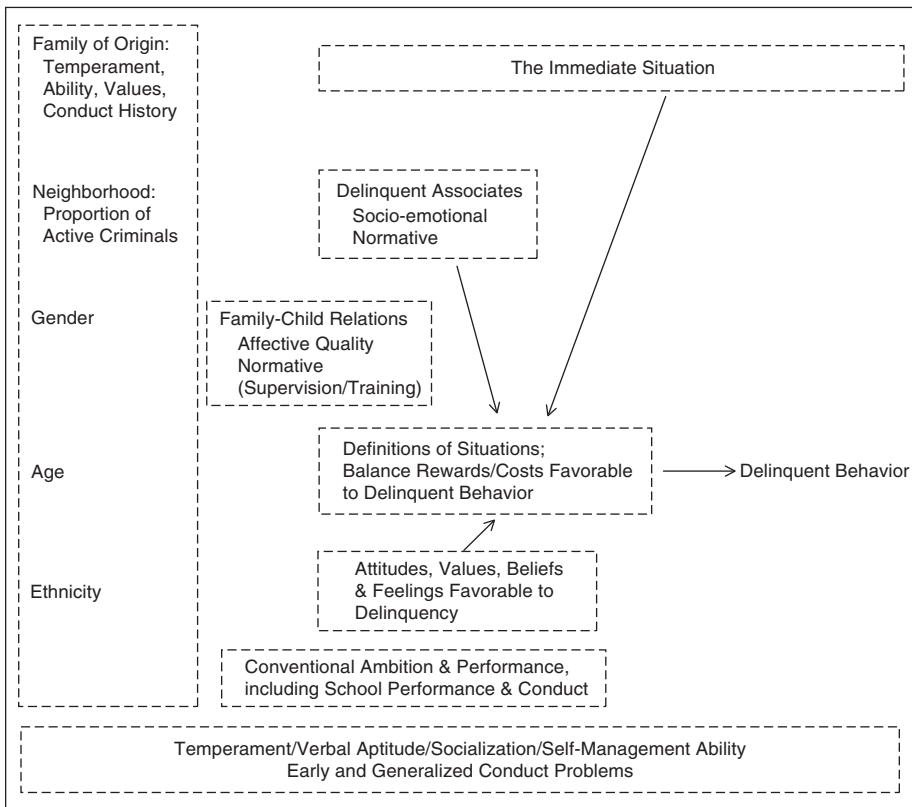 Family of Origin:
Temperament,
Ability, Values,
Conduct History
The Immediate Situation
Neighborhood:
Proportion of
Active Criminals
Delinquent Associates
Socio-emotional
Normative
Gender
Family-Child Relations
Affective Quality
Normative
(Supervision/Training)
Age
Definitions of Situations;
Balance Rewards/Costs Favorable
to Delinquent Behavior
Delinquent Behavior
Ethnicity
Attitudes, Values, Beliefs
& Feelings Favorable to
Delinquency
Conventional Ambition & Performance,
including School Performance & Conduct
Temperament/Verbal Aptitude/Socialization/Self-Management Ability
Early and Generalized Conduct Problems